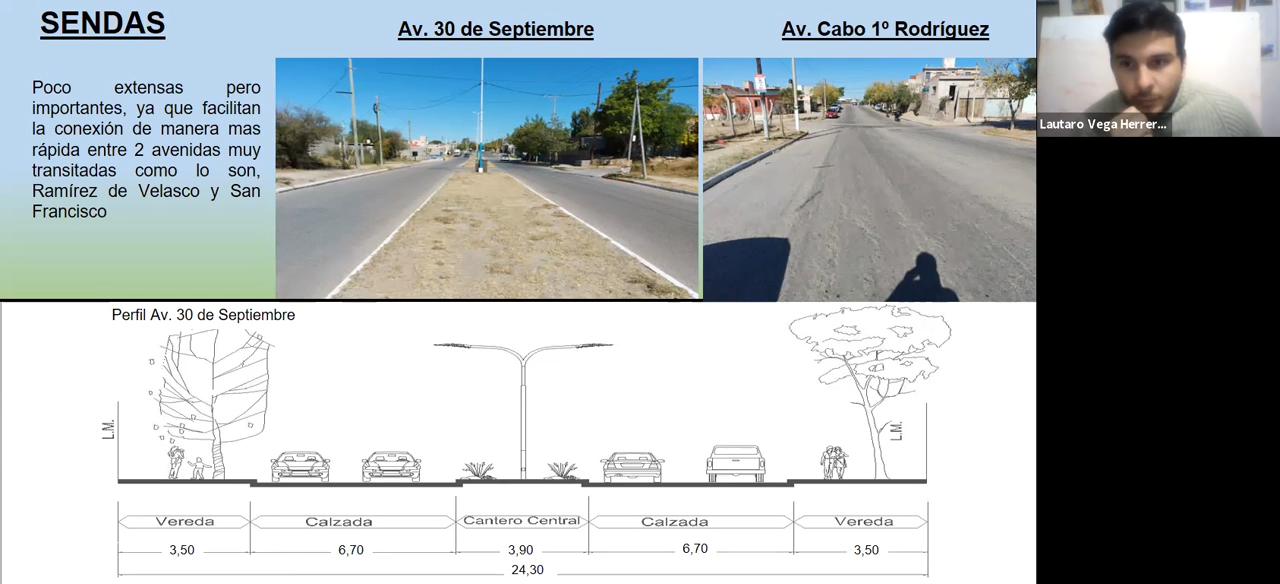 SENDAS
Av. 30 de Septiembre
Av. Cabo 1º Rodríguez
Poco extensas pero
importantes, ya que facilitan
la conexión de manera mas
rápida entre 2 avenidas muy
transitadas como lo son,
Ramírez de Velasco y San
Francisco
Lautaro Vega Herrer...
Perfil Av. 30 de Septiembre
L.M.
L.M.
Vereda
Calzada
Cantero Central
Calzada
Vereda
3,50
6,70
3,90
6,70
3,50
24,30